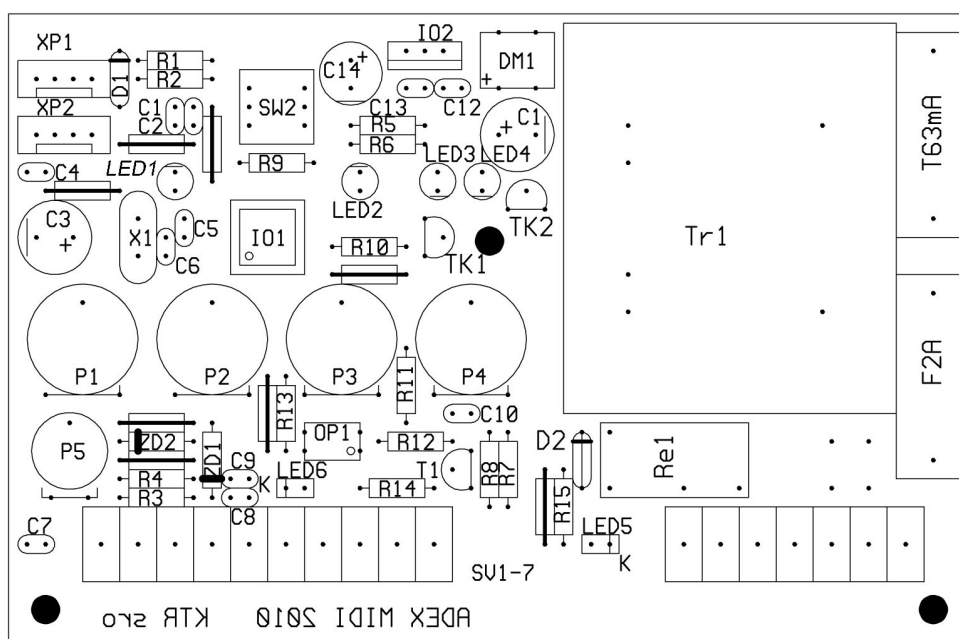 XP1
D1
R1
R2
C14
IO2
DM1
+
+
T63mA
XP2
C1
C2
SW2
C13
C12
R5
R6
C1
+
C4
LED1
R9
LED2
LED3
LED4
TK2
C3
+
X1
C5
C6
IO1
R10
TK1
Tr1
P1
P2
P3
P4
R11
R13
F2A
P5
ZD2
ZD1
OP1
R12
C10
D2
Re1
R4
R3
C9
K
C8
LED6
R14
T1
R8
R7
R15
C7
LED5
K
SV1-7
ADEX MIDI 2010 KTR sro